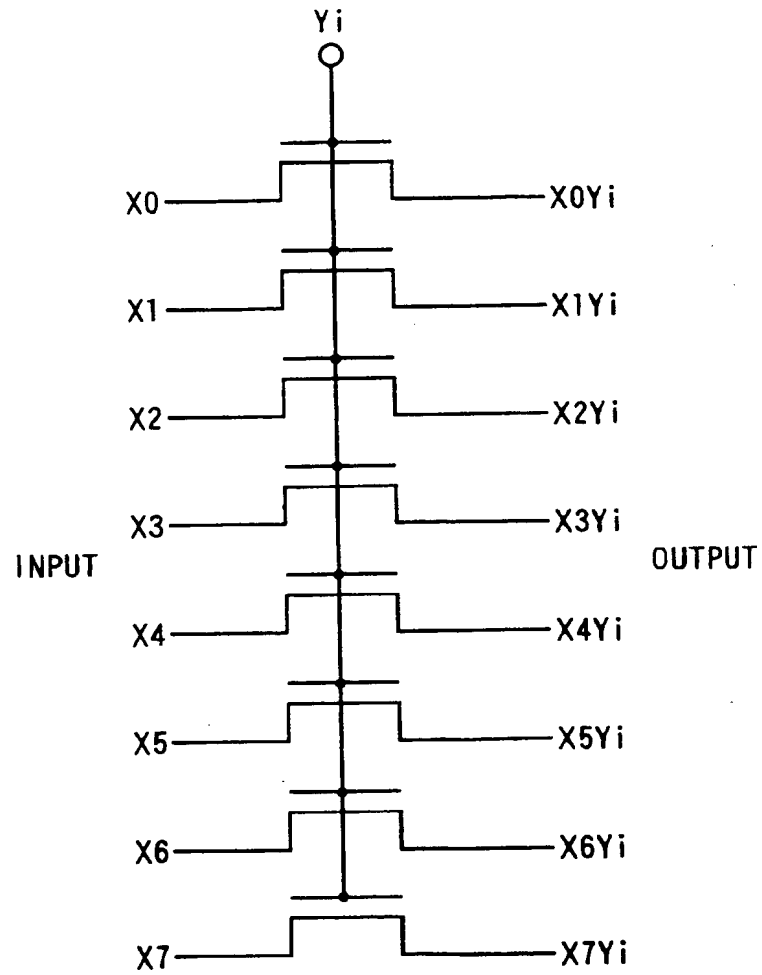 Yi
X0 X0Yi
X1 X1Yi
X2 X2Yi
X3 X3Yi
INPUT OUTPUT
X4 X4Yi
X5 X5Yi
X6 X6Yi
X7 X7Yi